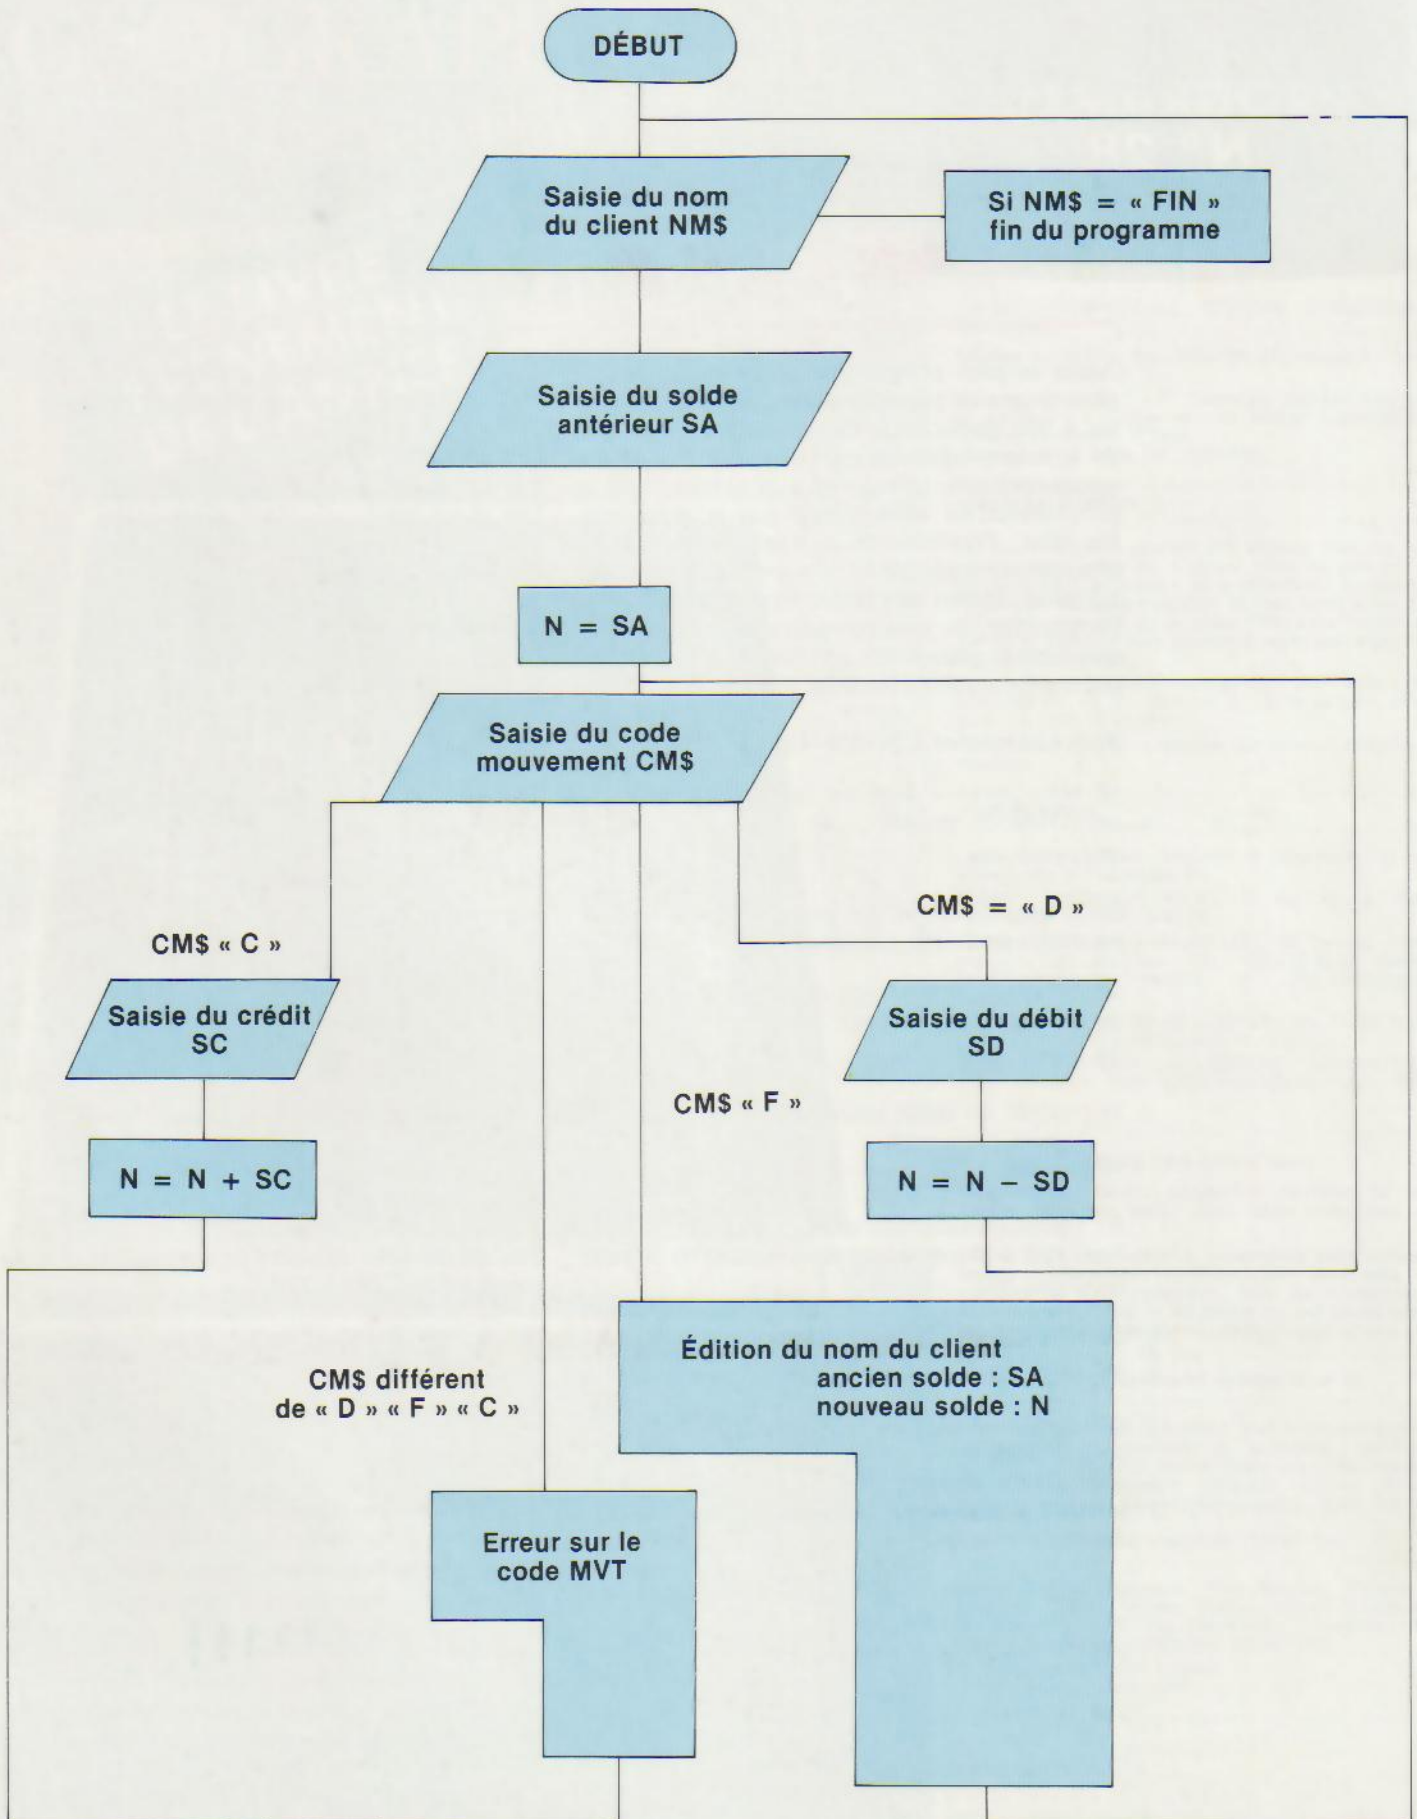 DÉBUT
Saisie du nom
du client NM$
Si NM$ = « FIN »
fin du programme
Saisie du solde
antérieur SA
N = SA
Saisie du code
mouvement CM$
CM$ = « D »
CM$ « C »
Saisie du crédit
SC
Saisie du débit
SD
CM$ « F »
N = N + SC
N = N – SD
Édition du nom du client
ancien solde : SA
nouveau solde : N
CM$ différent
de « D » « F » « C »
Erreur sur le
code MVT